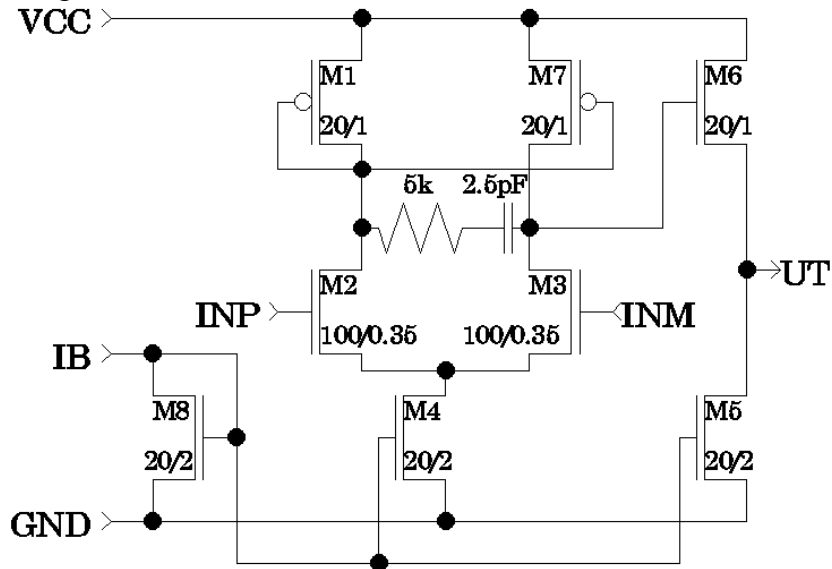 VCC
M1
M7
M6
20/1
20/1
20/1
5k
2.5pF
M2
M3
UT
INP
INM
100/0.35
100/0.35
IB
M8
M4
M5
20/2
20/2
20/2
GND